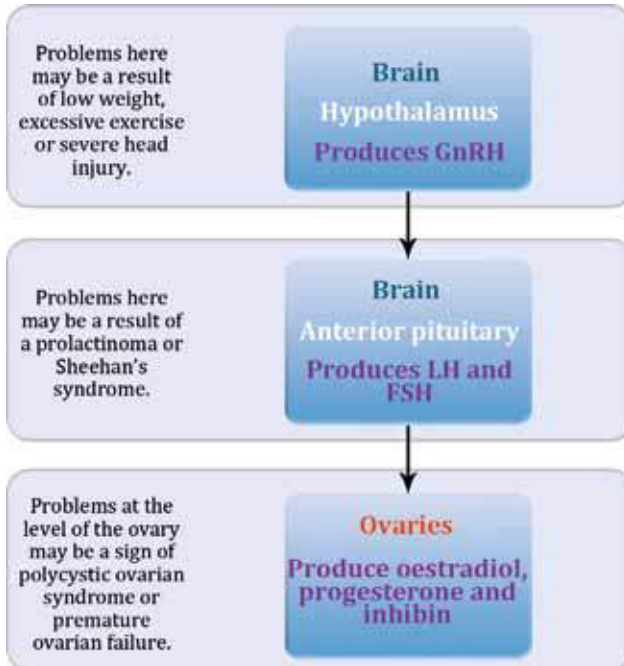 Problems here
may be a result
of low weight,
excessive exercise
or severe head
injury.
Brain
Hypothalamus
Produces GnRH
Problems here
may be a result of
a prolactinoma or
Sheehan's
syndrome.
Brain
Anterior pituitary
Produces LH and
FSH
Problems at the
level of the ovary
may be a sign of
polycystic ovarian
syndrome or
premature
ovarian failure.
Ovaries
Produce oestradiol,
progesterone and
inhibin